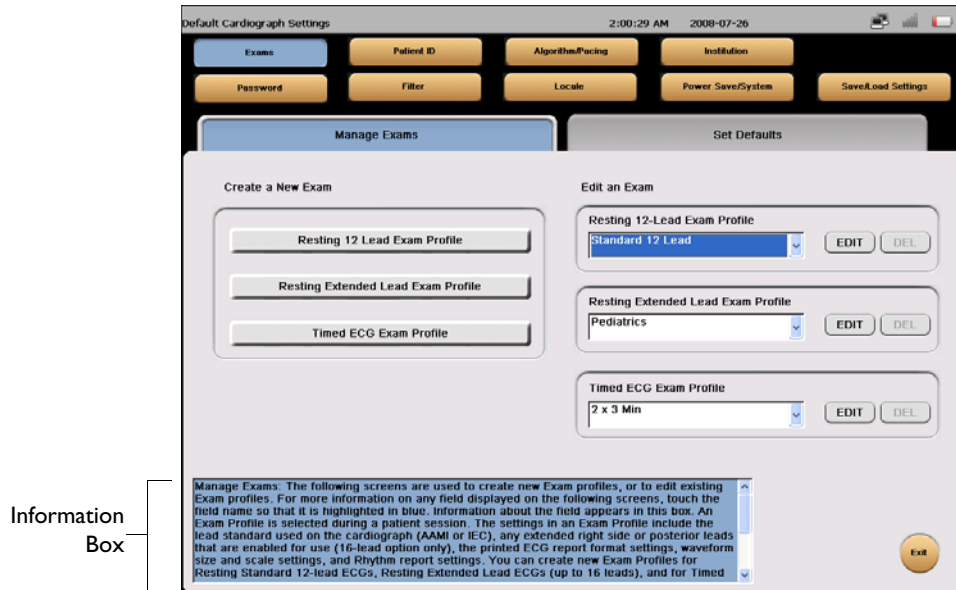 Default Cardiograph Settings 2:00:29 AM 2008-07-26
Exams Patient ID Algorithm/Pacing Institution
Password Filter Locale Power Save/System Save/Load Settings
Manage Exams Set Defaults
Create a New Exam
Resting 12 Lead Exam Profile
Resting Extended Lead Exam Profile
Timed ECG Exam Profile
Edit an Exam
Resting 12-Lead Exam Profile
Standard 12 Lead EDIT DEL
Resting Extended Lead Exam Profile
Pediatrics EDIT DEL
Timed ECG Exam Profile
2 x 3 Min EDIT DEL
Information
Box
Manage Exams: The following screens are used to create new Exam profiles, or to edit existing
Exam profiles. For more information on any field displayed on the following screens, touch the
field name so that it is highlighted in blue. Information about the field appears in this box. An
Exam Profile is selected during a patient session. The settings in an Exam Profile include the
lead standard used on the cardiograph (AAMI or IEC), any extended right side or posterior leads
that are enabled for use (16-lead option only), the printed ECG report format settings, waveform
size and scale settings, and Rhythm report settings. You can create new Exam Profiles for
Resting Standard 12-lead ECGs, Resting Extended Lead ECGs (up to 16 leads), and for Timed
Exit